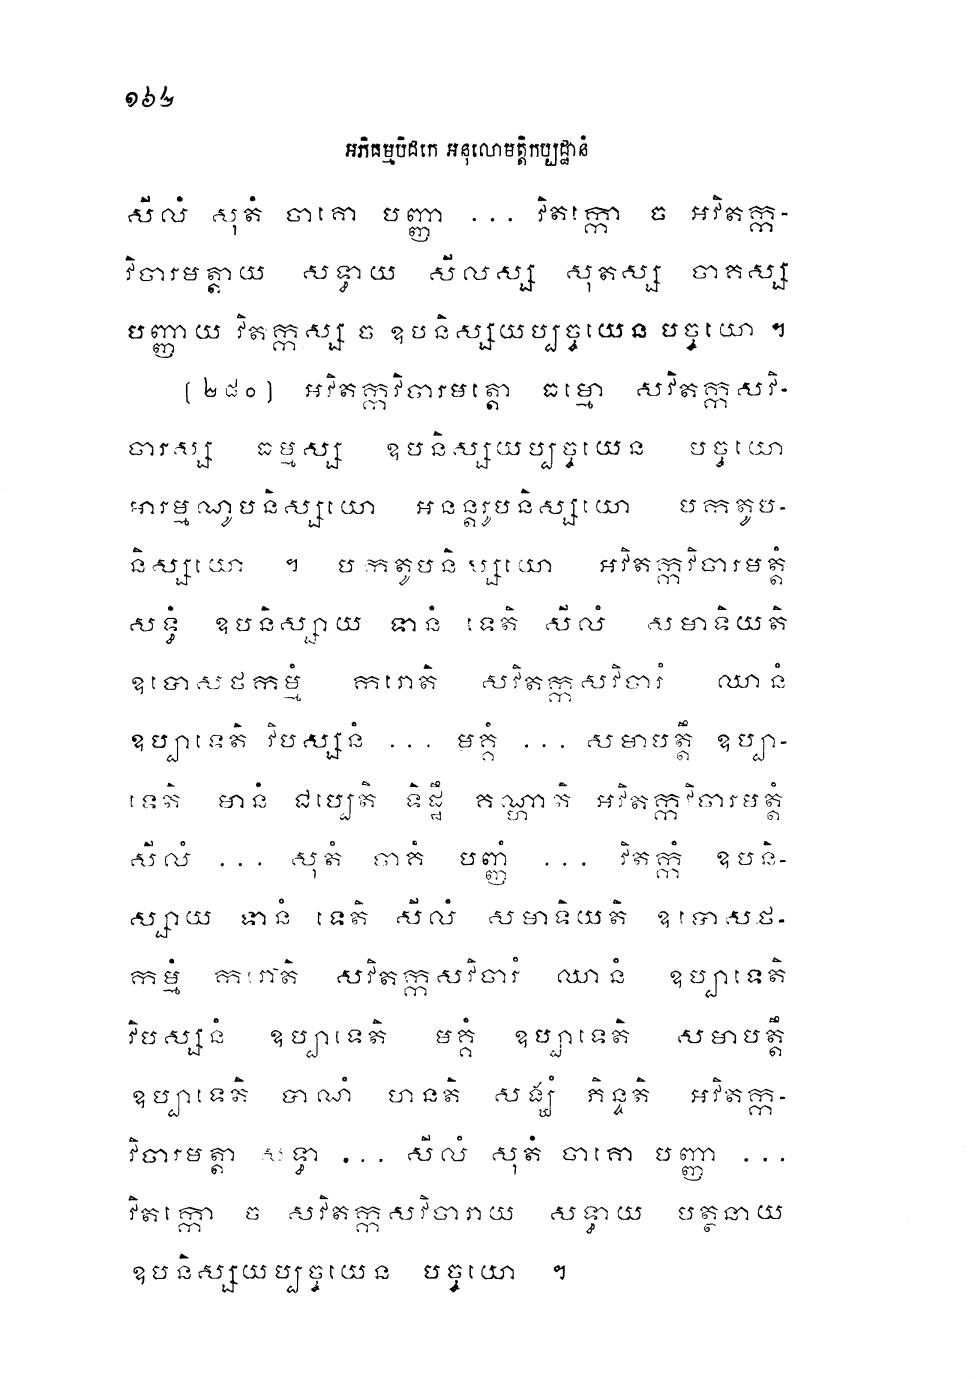 ១៦៤
អភិធម្មបិដកេ អនុលោមត្តិកប្បដ្ឋានំ
សីលំ សុតំ ចាគោ បញ្ញា ... វិតក្កោ ច អវិតក្ក-
វិចារមត្តាយ សទ្ធាយ សីលស្ស សុតស្ស ចាគស្ស
បញ្ញាយ វិតក្កស្ស ច ឧបនិស្សយប្បច្ចយេន បច្ចយោ ។
[២៨០] អវិតក្កវិចារមត្តោ ធម្មោ សវិតក្កសវិ-
ចារស្ស ធម្មស្ស ឧបនិស្សយប្បច្ចយេន បច្ចយោ
អារម្មណូបនិស្សយោ អនន្តរូបនិស្សយោ បកតូប-
និស្សយោ ។ បកតូបនិស្សយោ អវិតក្កវិចារមត្តំ
សទ្ធំ ឧបនិស្សាយ ទានំ ទេតិ សីលំ សមាទិយតិ
ឧបោសថកម្មំ ករោតិ សវិតក្កសវិចារំ ឈានំ
ឧប្បាទេតិ វិបស្សនំ ... មគ្គំ ... សមាបត្តឹ ឧប្បា-
ទេតិ មានំ ជប្បេតិ ទិដ្ឋឹ គណ្ហាតិ អវិតក្កវិចារមត្តំ
សីលំ ... សុតំ ចាគំ បញ្ញំ ... វិតក្កំ ឧបនិ-
ស្សាយ ទានំ ទេតិ សីលំ សមាទិយតិ ឧបោសថ-
កម្មំ ករោតិ សវិតក្កសវិចារំ ឈានំ ឧប្បាទេតិ
វិបស្សនំ ឧប្បាទេតិ មគ្គំ ឧប្បាទេតិ សមាបត្តឹ
ឧប្បាទេតិ បាណំ ហនតិ សង្ឃំ ភិន្ទតិ អវិតក្ក-
វិចារមត្តា សទ្ធា ... សីលំ សុតំ ចាគោ បញ្ញា ...
វិតក្កោ ច សវិតក្កសវិចារាយ សទ្ធាយ បត្ថនាយ
ឧបនិស្សយប្បច្ចយេន បច្ចយោ ។